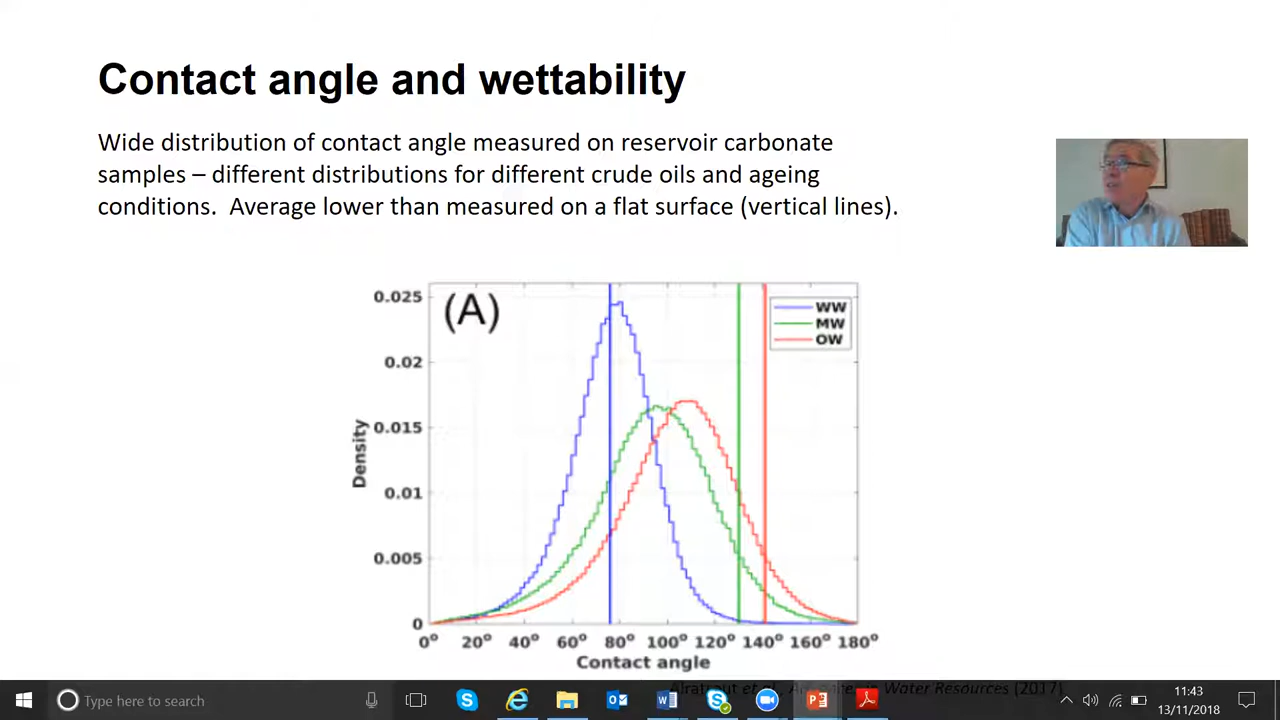 Contact angle and wettability
Wide distribution of contact angle measured on reservoir carbonate
samples – different distributions for different crude oils and ageing
conditions.  Average lower than measured on a flat surface (vertical lines).
(A)
WW
MW
OW
0.025
0.02
0.015
0.01
0.005
0
Density
0° 20° 40° 60° 80° 100° 120° 140° 160° 180°
Contact angle
Water Resources (2017)
Type here to search
11:43
13/11/2018